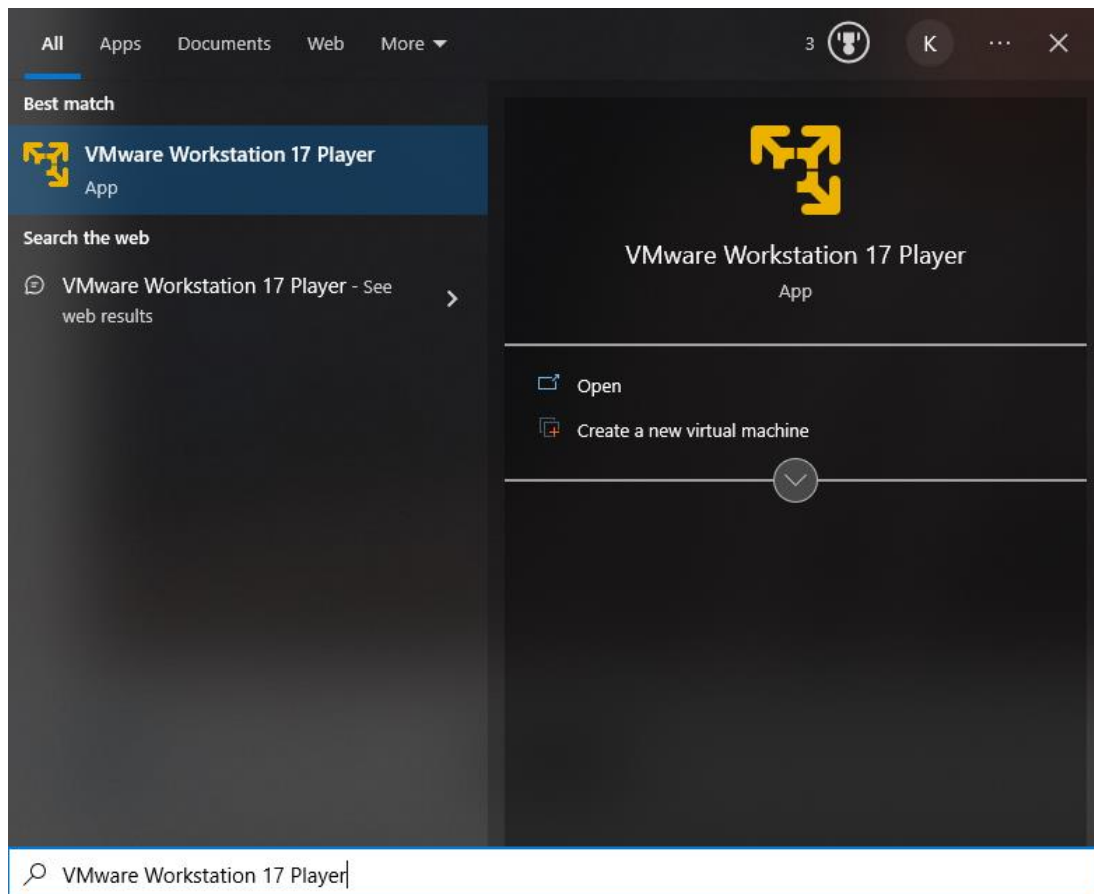 All Apps Documents Web More 3 K ...
Best match
VMware Workstation 17 Player
App
Search the web
VMware Workstation 17 Player - See
web results
VMware Workstation 17 Player
App
Open
Create a new virtual machine
VMware Workstation 17 Player